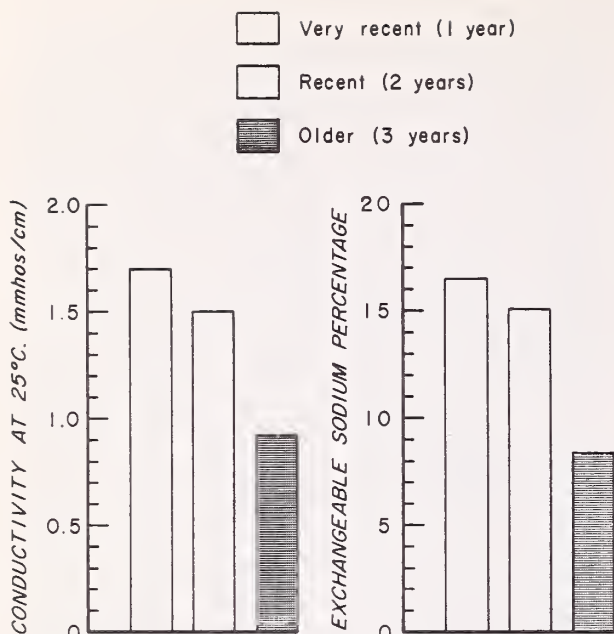 Very recent (1 year)
Recent (2 years)
Older (3 years)
CONDUCTIVITY AT 25°C. (mmhos/cm)
2.0
1.5
1.0
0.5
0
EXCHANGEABLE SODIUM PERCENTAGE
20
15
10
5
0